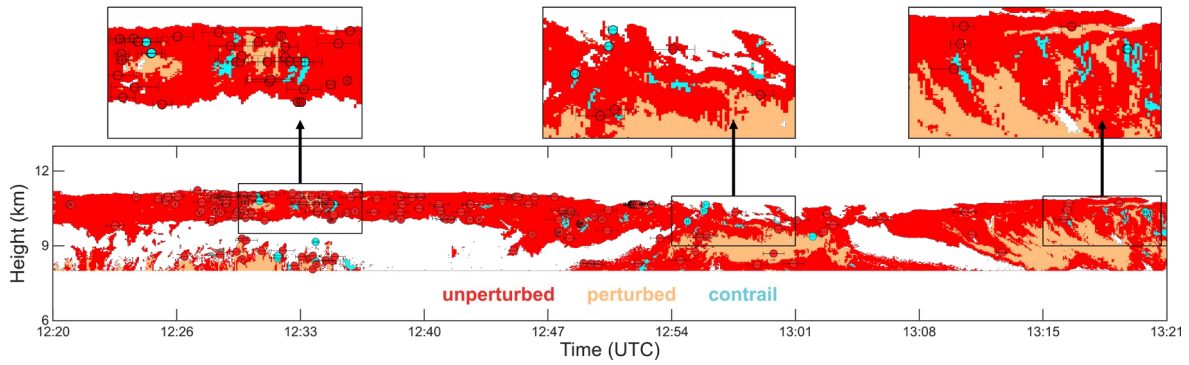 12
Height (km)
9
6
unperturbed perturbed contrail
12:20 12:26 12:33 12:40 12:47 12:54 13:01 13:08 13:15 13:21
Time (UTC)